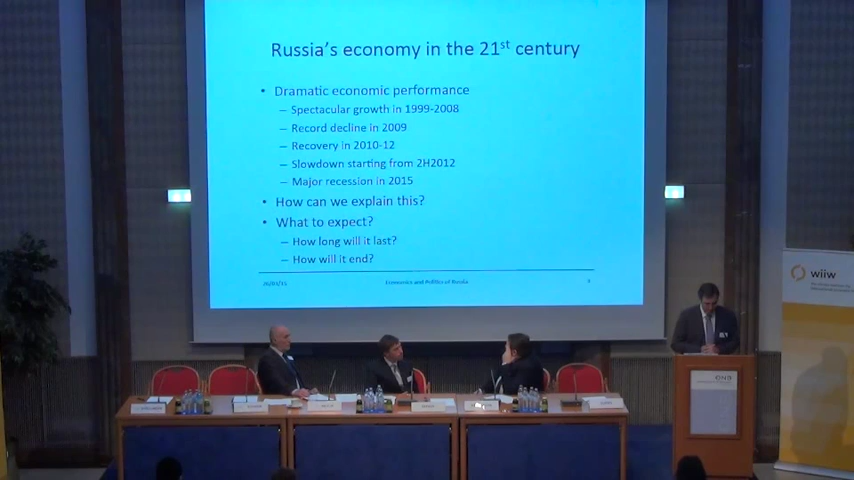 Russia's economy in the 21st century
• Dramatic economic performance
– Spectacular growth in 1999-2008
– Record decline in 2009
– Recovery in 2010-12
– Slowdown starting from 2H2012
– Major recession in 2015
• How can we explain this?
• What to expect?
– How long will it last?
– How will it end?
Economics and Politics of Russia
wiiw